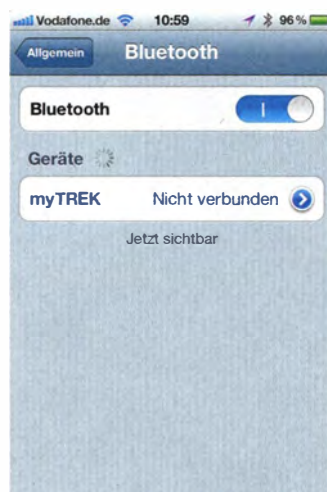 Vodafone.de 10:59 96 %
Allgemein Bluetooth
Bluetooth
Geräte
myTREK Nicht verbunden
Jetzt sichtbar